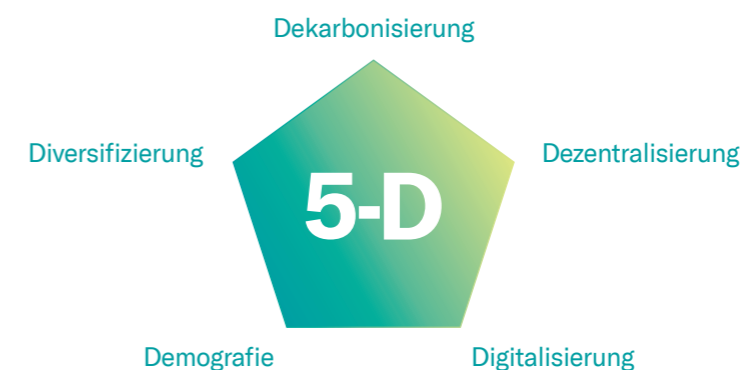 Dekarbonisierung
Diversifizierung
Dezentralisierung
5-D
Demografie
Digitalisierung